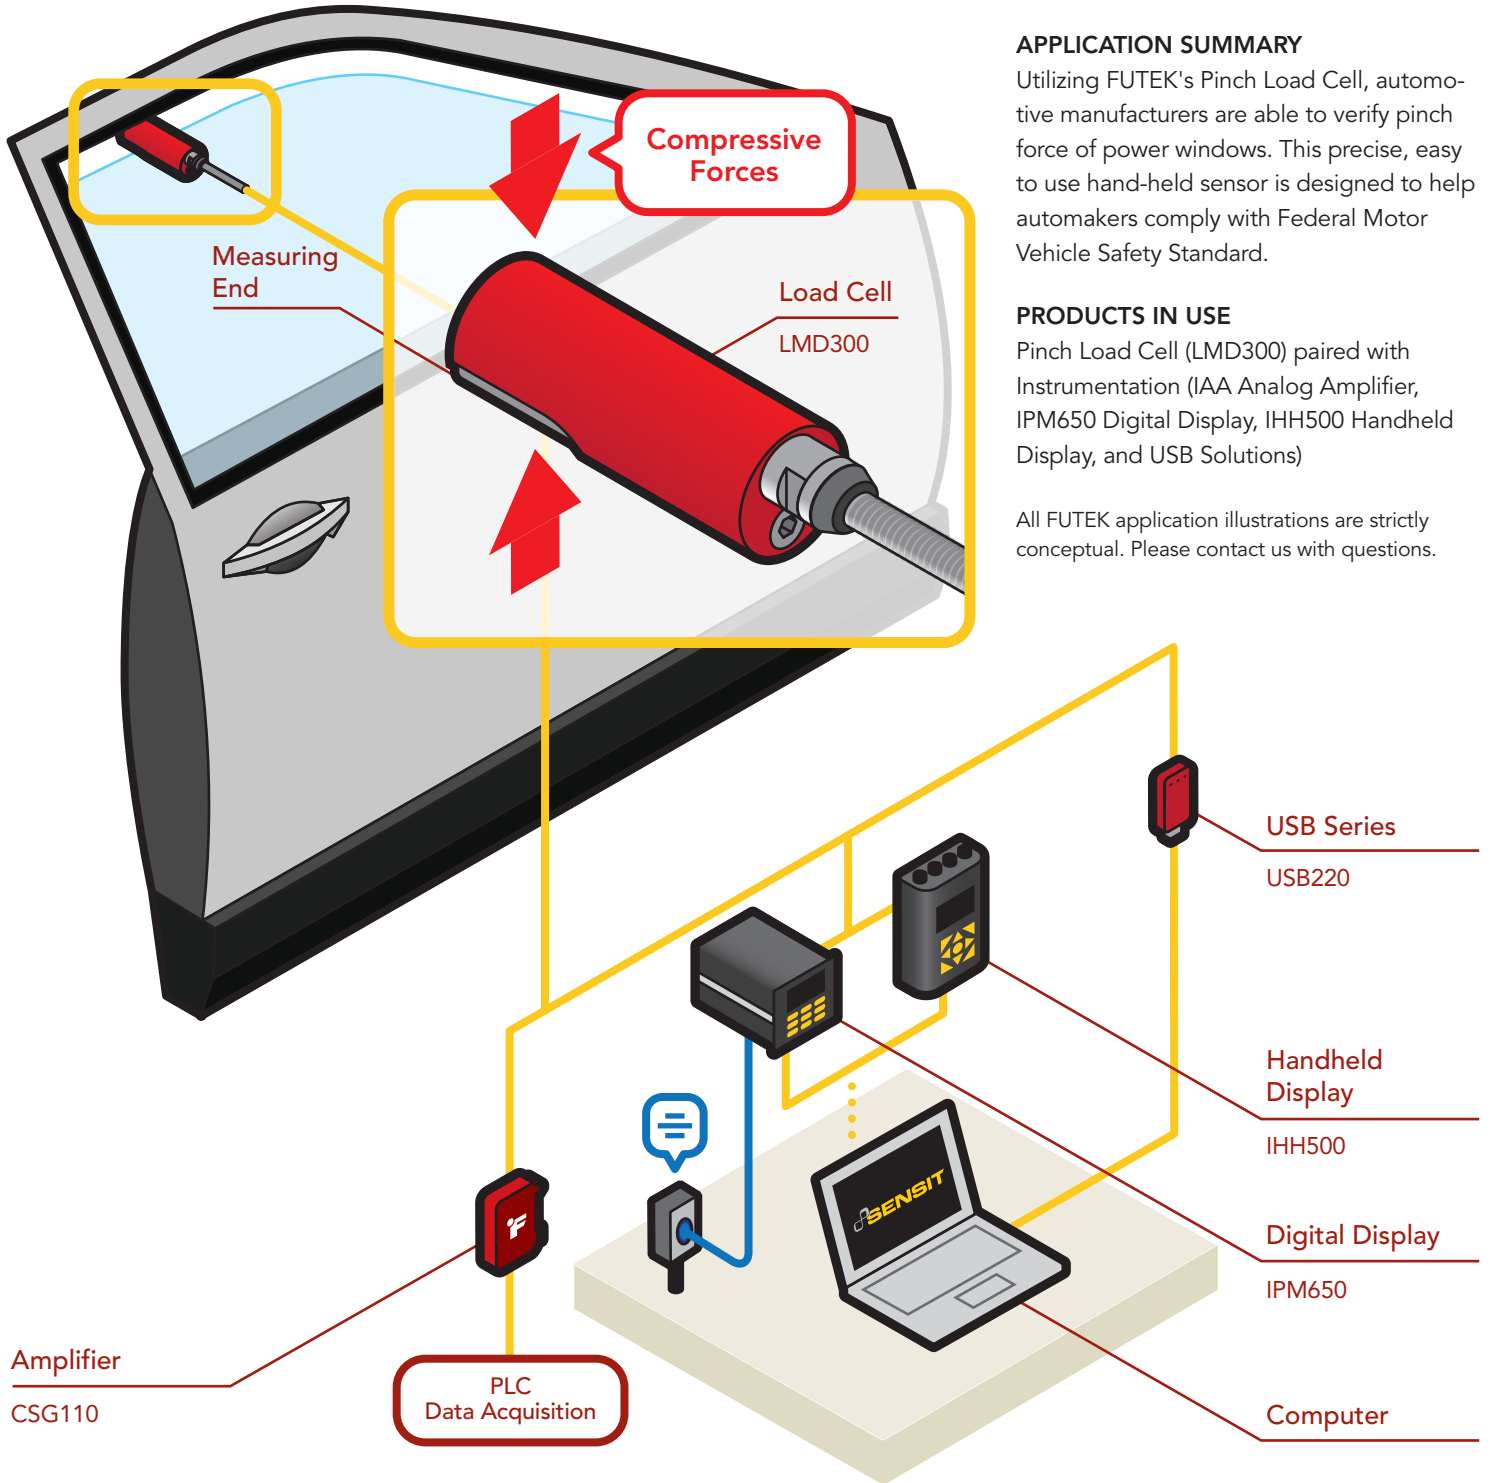 APPLICATION SUMMARY
Utilizing FUTEK's Pinch Load Cell, automo-
tive manufacturers are able to verify pinch
force of power windows. This precise, easy
to use hand-held sensor is designed to help
automakers comply with Federal Motor
Vehicle Safety Standard.
PRODUCTS IN USE
Pinch Load Cell (LMD300) paired with
Instrumentation (IAA Analog Amplifier,
IPM650 Digital Display, IHH500 Handheld
Display, and USB Solutions)
All FUTEK application illustrations are strictly
conceptual. Please contact us with questions.
Compressive
Forces
Measuring
End
Load Cell
LMD300
USB Series
USB220
Handheld
Display
IHH500
Digital Display
IPM650
SENSIT
F
Amplifier
CSG110
PLC
Data Acquisition
Computer